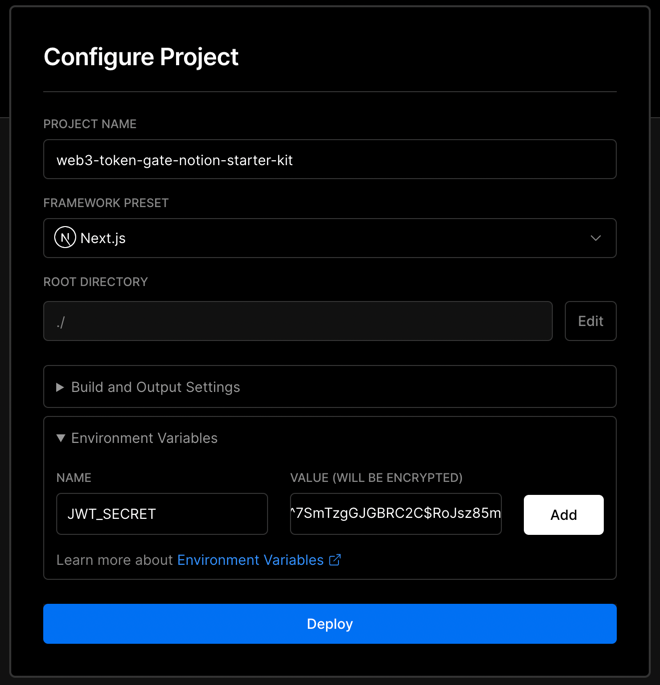 Configure Project
PROJECT NAME
web3-token-gate-notion-starter-kit
FRAMEWORK PRESET
N Next.js
ROOT DIRECTORY
./
Edit
Build and Output Settings
Environment Variables
NAME
VALUE (WILL BE ENCRYPTED)
JWT_SECRET
^7SmTzgGJGBRC2C$RoJsz85m
Add
Learn more about Environment Variables
Deploy